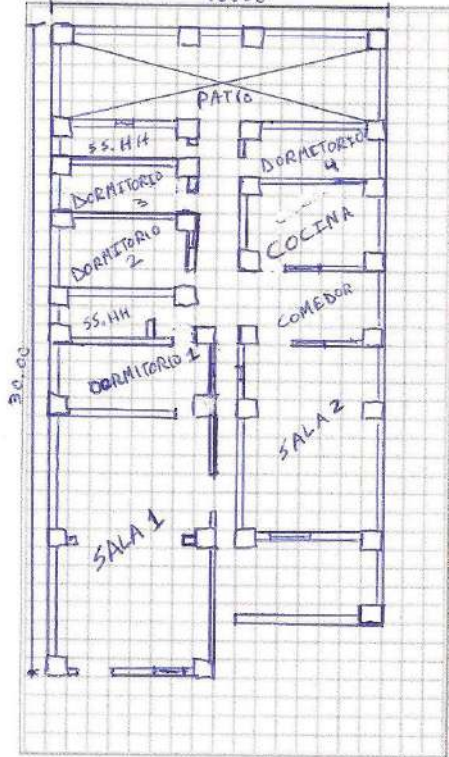 PATIO
SS. HH
DORMITORIO
3
DORMITORIO
4
COCINA
DORMITORIO
2
COMEDOR
SS. HH
DORMITORIO 1
30.00
SALA 2
SALA 1